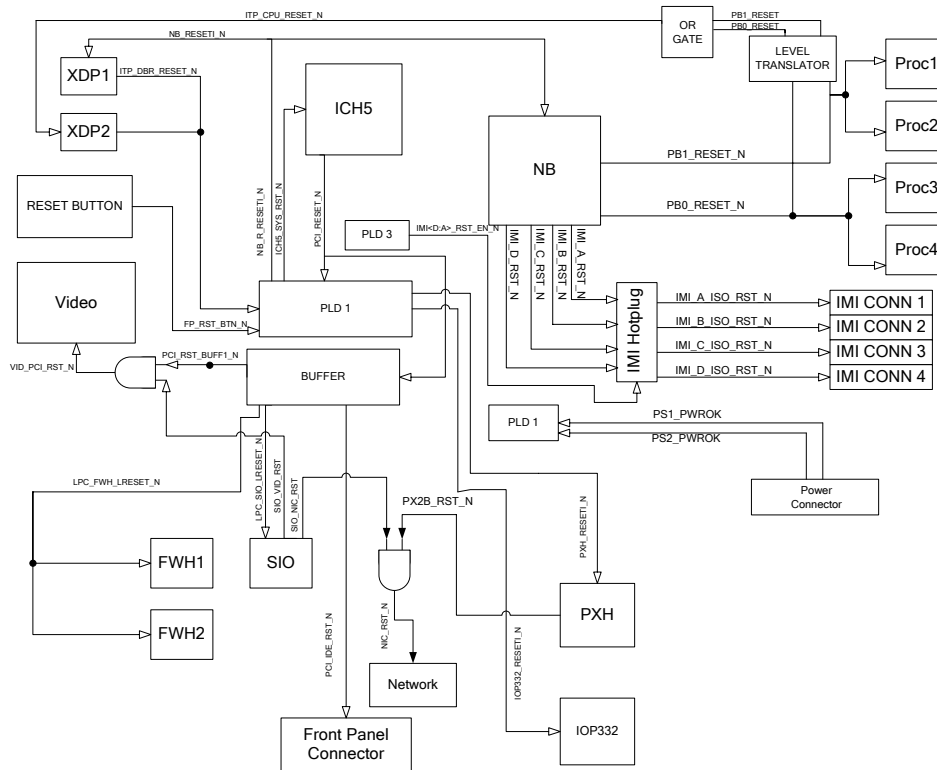 ITP_CPU_RESET_N
OR
GATE
PB1_RESET
PB0_RESET
LEVEL
TRANSLATOR
NB_RESETI_N
XDP1
ITP_DBR_RESET_N
XDP2
ICH5
NB
Proc1
Proc2
Proc3
Proc4
PB1_RESET_N
PB0_RESET_N
RESET BUTTON
NB_R_RESETI_N
ICH5_SYS_RST_N
PCI_RESET_N
PLD 3
IMI<D:A>_RST_EN_N
IMI_D_RST_N
IMI_C_RST_N
IMI_B_RST_N
IMI_A_RST_N
Video
PLD 1
FP_RST_BTN_N
IMI Hotplug
IMI_A_ISO_RST_N
IMI_B_ISO_RST_N
IMI_C_ISO_RST_N
IMI_D_ISO_RST_N
IMI CONN 1
IMI CONN 2
IMI CONN 3
IMI CONN 4
VID_PCI_RST_N
PCI_RST_BUFF1_N
BUFFER
PLD 1
PS1_PWROK
PS2_PWROK
Power
Connector
LPC_FWH_LRESET_N
LPC_SIO_LRESET_N
SIO_VID_RST
SIO_NIC_RST
PX2B_RST_N
PXH_RESETI_N
FWH1
SIO
FWH2
PXH
PCI_IDE_RST_N
NIC_RST_N
IOP332_RESETI_N
Network
IOP332
Front Panel
Connector